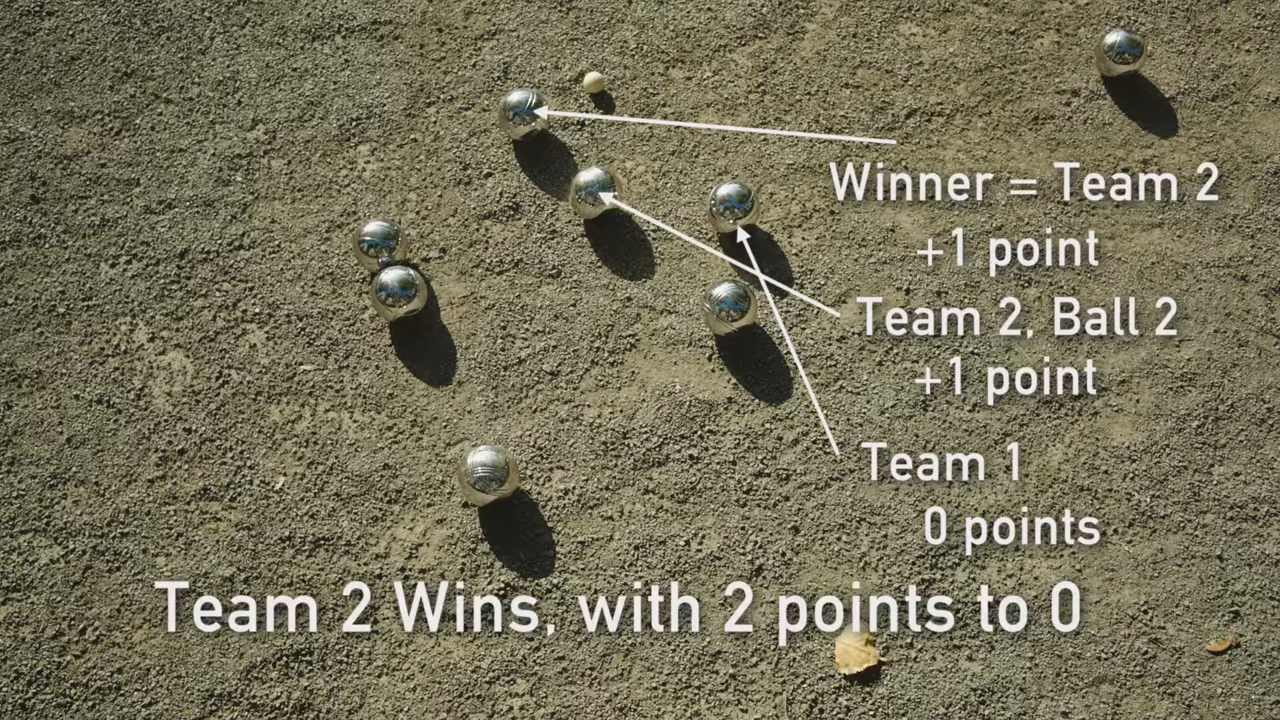 Winner = Team 2
+1 point
Team 2, Ball 2
+1 point
Team 1
0 points
Team 2 Wins, with 2 points to 0